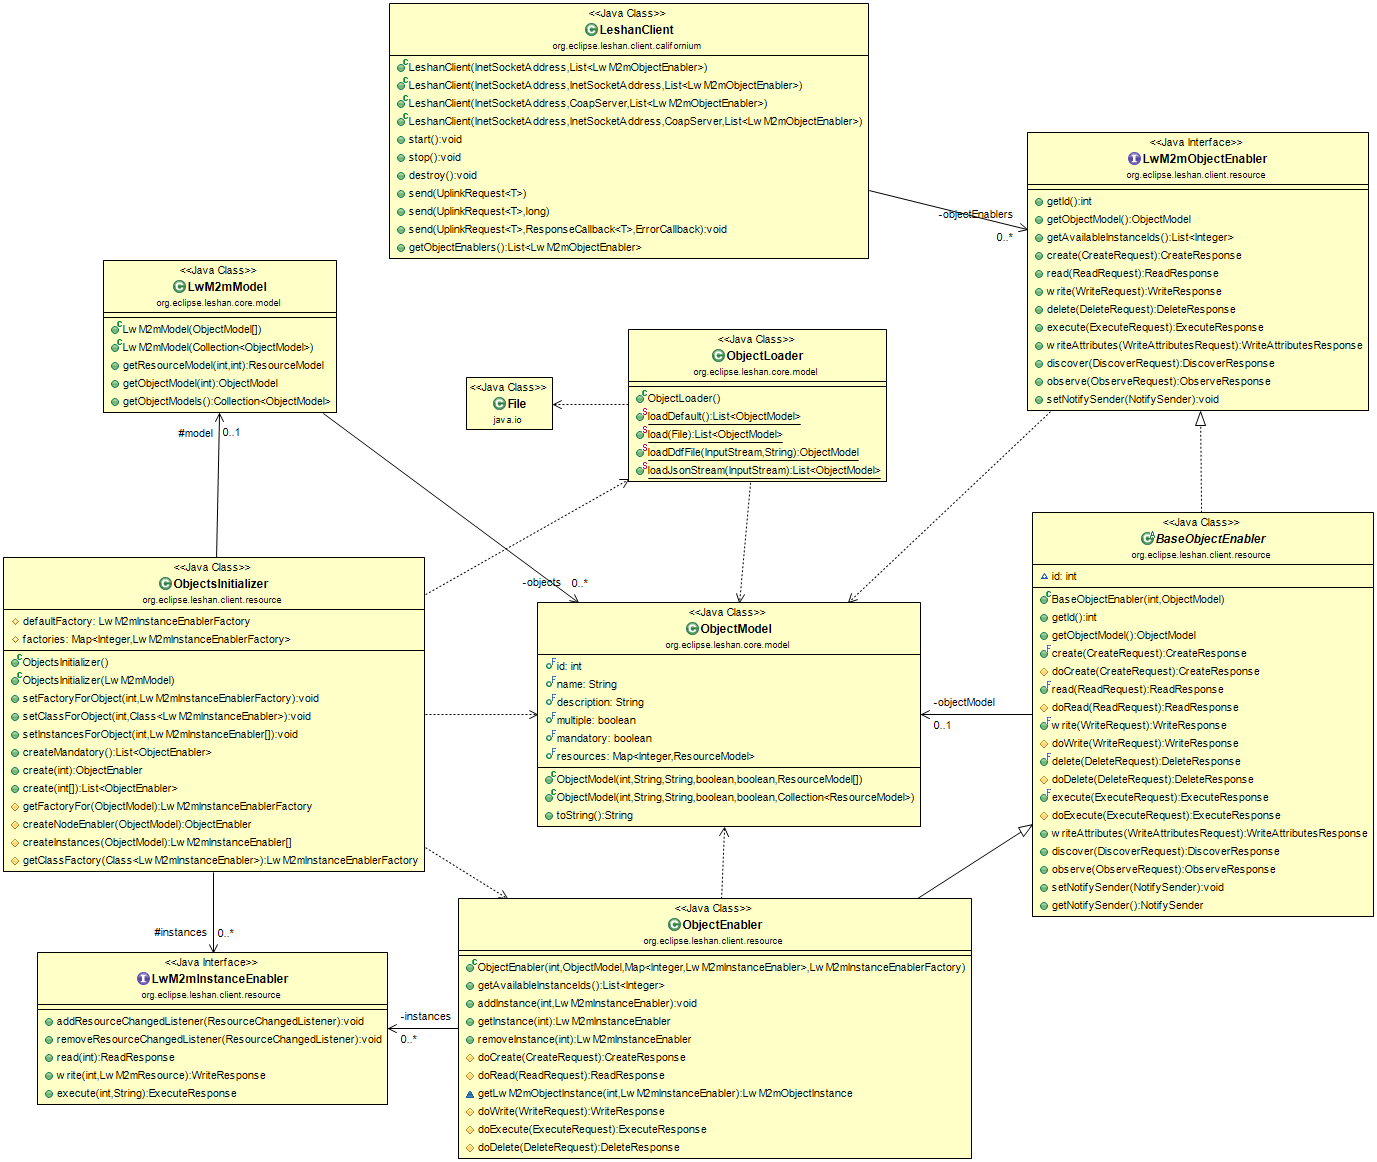 <<Java Class>>
LeshanClient
org.eclipse.leshan.client.californium
LeshanClient(InetSocketAddress,List<LwM2mObjectEnabler>)
LeshanClient(InetSocketAddress,InetSocketAddress,List<LwM2mObjectEnabler>)
LeshanClient(InetSocketAddress,CoapServer,List<LwM2mObjectEnabler>)
LeshanClient(InetSocketAddress,InetSocketAddress,CoapServer,List<LwM2mObjectEnabler>)
start():void
stop():void
destroy():void
send(UplinkRequest<T>)
send(UplinkRequest<T>,long)
send(UplinkRequest<T>,ResponseCallback<T>,ErrorCallback):void
getObjectEnablers():List<LwM2mObjectEnabler>
-objectEnablers
0..*
<<Java Interface>>
LwM2mObjectEnabler
org.eclipse.leshan.client.resource
getId():int
getObjectModel():ObjectModel
getAvailableInstanceIds():List<Integer>
create(CreateRequest):CreateResponse
read(ReadRequest):ReadResponse
write(WriteRequest):WriteResponse
delete(DeleteRequest):DeleteResponse
execute(ExecuteRequest):ExecuteResponse
writeAttributes(WriteAttributesRequest):WriteAttributesResponse
discover(DiscoverRequest):DiscoverResponse
observe(ObserveRequest):ObserveResponse
setNotifySender(NotifySender):void
<<Java Class>>
LwM2mModel
org.eclipse.leshan.core.model
LwM2mModel(ObjectModel[])
LwM2mModel(Collection<ObjectModel>)
getResourceModel(int,int):ResourceModel
getObjectModel(int):ObjectModel
getObjectModels():Collection<ObjectModel>
#model
0..1
<<Java Class>>
File
java.io
<<Java Class>>
ObjectLoader
org.eclipse.leshan.core.model
ObjectLoader()
loadDefault():List<ObjectModel>
load(File):List<ObjectModel>
loadDdfFile(InputStream,String):ObjectModel
loadJsonStream(InputStream):List<ObjectModel>
<<Java Class>>
ObjectsInitializer
org.eclipse.leshan.client.resource
defaultFactory: LwM2mInstanceEnablerFactory
factories: Map<Integer,LwM2mInstanceEnablerFactory>
ObjectsInitializer()
ObjectsInitializer(LwM2mModel)
setFactoryForObject(int,LwM2mInstanceEnablerFactory):void
setClassForObject(int,Class<LwM2mInstanceEnabler>):void
setInstancesForObject(int,LwM2mInstanceEnabler[]):void
createMandatory():List<ObjectEnabler>
create(int):ObjectEnabler
create(int[]):List<ObjectEnabler>
getFactoryFor(ObjectModel):LwM2mInstanceEnablerFactory
createNodeEnabler(ObjectModel):ObjectEnabler
createInstances(ObjectModel):LwM2mInstanceEnabler[]
getClassFactory(Class<LwM2mInstanceEnabler>):LwM2mInstanceEnablerFactory
-objects
0..*
<<Java Class>>
ObjectModel
org.eclipse.leshan.core.model
id: int
name: String
description: String
multiple: boolean
mandatory: boolean
resources: Map<Integer,ResourceModel>
ObjectModel(int,String,String,boolean,boolean,ResourceModel[])
ObjectModel(int,String,String,boolean,boolean,Collection<ResourceModel>)
toString():String
-objectModel
0..1
<<Java Class>>
BaseObjectEnabler
org.eclipse.leshan.client.resource
id: int
BaseObjectEnabler(int,ObjectModel)
getId():int
getObjectModel():ObjectModel
create(CreateRequest):CreateResponse
doCreate(CreateRequest):CreateResponse
read(ReadRequest):ReadResponse
doRead(ReadRequest):ReadResponse
write(WriteRequest):WriteResponse
doWrite(WriteRequest):WriteResponse
delete(DeleteRequest):DeleteResponse
doDelete(DeleteRequest):DeleteResponse
execute(ExecuteRequest):ExecuteResponse
doExecute(ExecuteRequest):ExecuteResponse
writeAttributes(WriteAttributesRequest):WriteAttributesResponse
discover(DiscoverRequest):DiscoverResponse
observe(ObserveRequest):ObserveResponse
setNotifySender(NotifySender):void
getNotifySender():NotifySender
#instances
0..*
<<Java Interface>>
LwM2mInstanceEnabler
org.eclipse.leshan.client.resource
addResourceChangedListener(ResourceChangedListener):void
removeResourceChangedListener(ResourceChangedListener):void
read(int):ReadResponse
write(int,LwM2mResource):WriteResponse
execute(int,String):ExecuteResponse
-instances
0..*
<<Java Class>>
ObjectEnabler
org.eclipse.leshan.client.resource
ObjectEnabler(int,ObjectModel,Map<Integer,LwM2mInstanceEnabler>,LwM2mInstanceEnablerFactory)
getAvailableInstanceIds():List<Integer>
addInstance(int,LwM2mInstanceEnabler):void
getInstance(int):LwM2mInstanceEnabler
removeInstance(int):LwM2mInstanceEnabler
doCreate(CreateRequest):CreateResponse
doRead(ReadRequest):ReadResponse
getLwM2mObjectInstance(int,LwM2mInstanceEnabler):LwM2mObjectInstance
doWrite(WriteRequest):WriteResponse
doExecute(ExecuteRequest):ExecuteResponse
doDelete(DeleteRequest):DeleteResponse